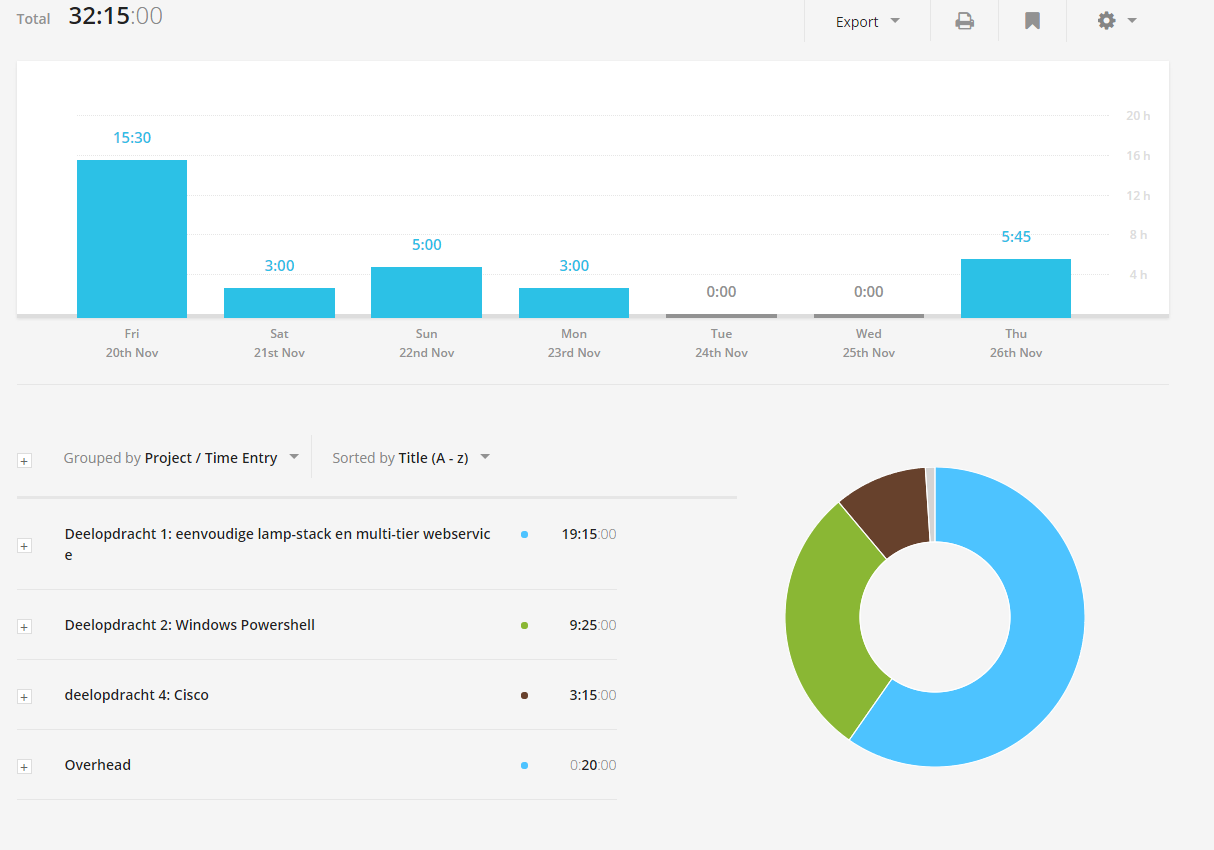 Total 32:15:00
Export
20 h
16 h
12 h
8 h
4 h
15:30
3:00
5:00
3:00
0:00
0:00
5:45
Fri
20th Nov
Sat
21st Nov
Sun
22nd Nov
Mon
23rd Nov
Tue
24th Nov
Wed
25th Nov
Thu
26th Nov
Grouped by Project / Time Entry
Sorted by Title (A - z)
Deelopdracht 1: eenvoudige lamp-stack en multi-tier webservic
e
19:15:00
Deelopdracht 2: Windows Powershell 9:25:00
deelopdracht 4: Cisco 3:15:00
Overhead 0:20:00